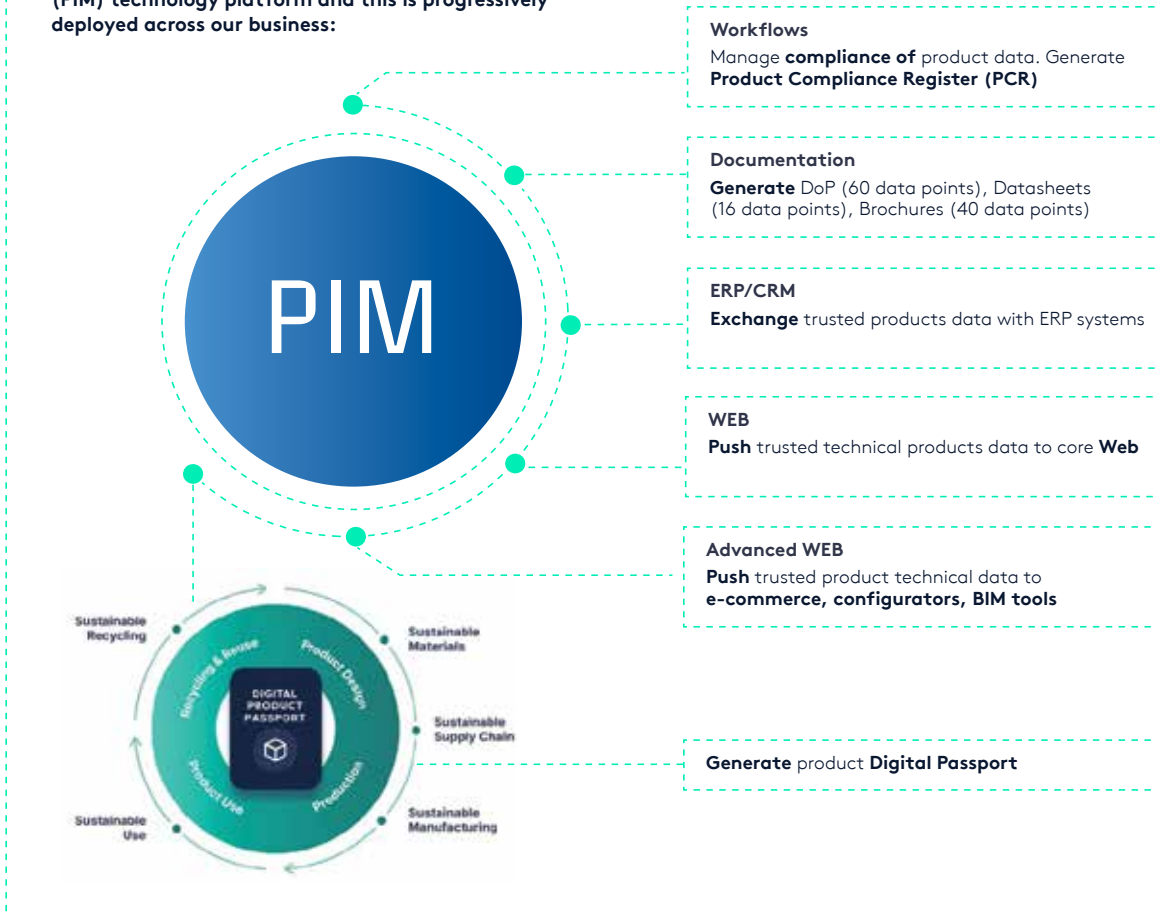 (PIM) technology platform and this is progressively
deployed across our business:
Workflows
Manage compliance of product data. Generate
Product Compliance Register (PCR)
Documentation
Generate DoP (60 data points), Datasheets
(16 data points), Brochures (40 data points)
ERP/CRM
Exchange trusted products data with ERP systems
WEB
Push trusted technical products data to core Web
Advanced WEB
Push trusted product technical data to
e-commerce, configurators, BIM tools
Generate product Digital Passport
PIM
Sustainable
Recycling
Sustainable
Materials
Sustainable
Supply Chain
Sustainable
Manufacturing
Sustainable
Use
Recycling & Reuse
Product Design
Production
Product Use
DIGITAL
PRODUCT
PASSPORT